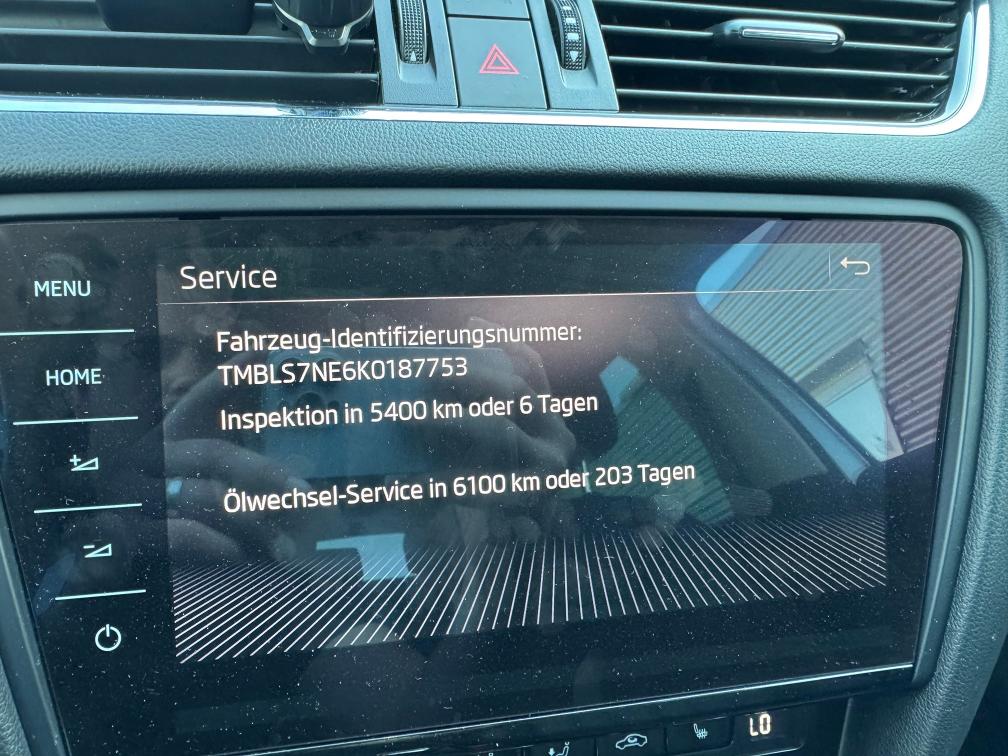 Service
MENU
Fahrzeug-Identifizierungsnummer:
TMBLS7NE6K0187753
HOME
Inspektion in 5400 km oder 6 Tagen
Ölwechsel-Service in 6100 km oder 203 Tagen
LO